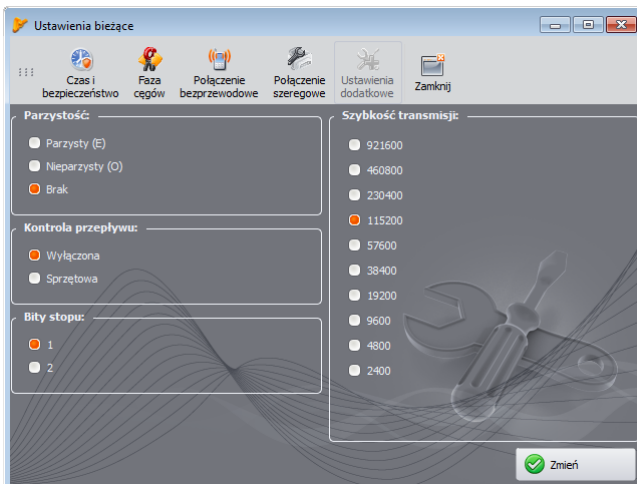 Ustawienia bieżące
Czas i
bezpieczeństwo
Faza
cęgów
Połączenie
bezprzewodowe
Połączenie
szeregowe
Ustawienia
dodatkowe
Zamknij
Parzystość:
Parzysty (E)
Nieparzysty (O)
Brak
Kontrola przepływu:
Wyłączona
Sprzętowa
Bity stopu:
1
2
Szybkość transmisji:
921600
460800
230400
115200
57600
38400
19200
9600
4800
2400
Zmień